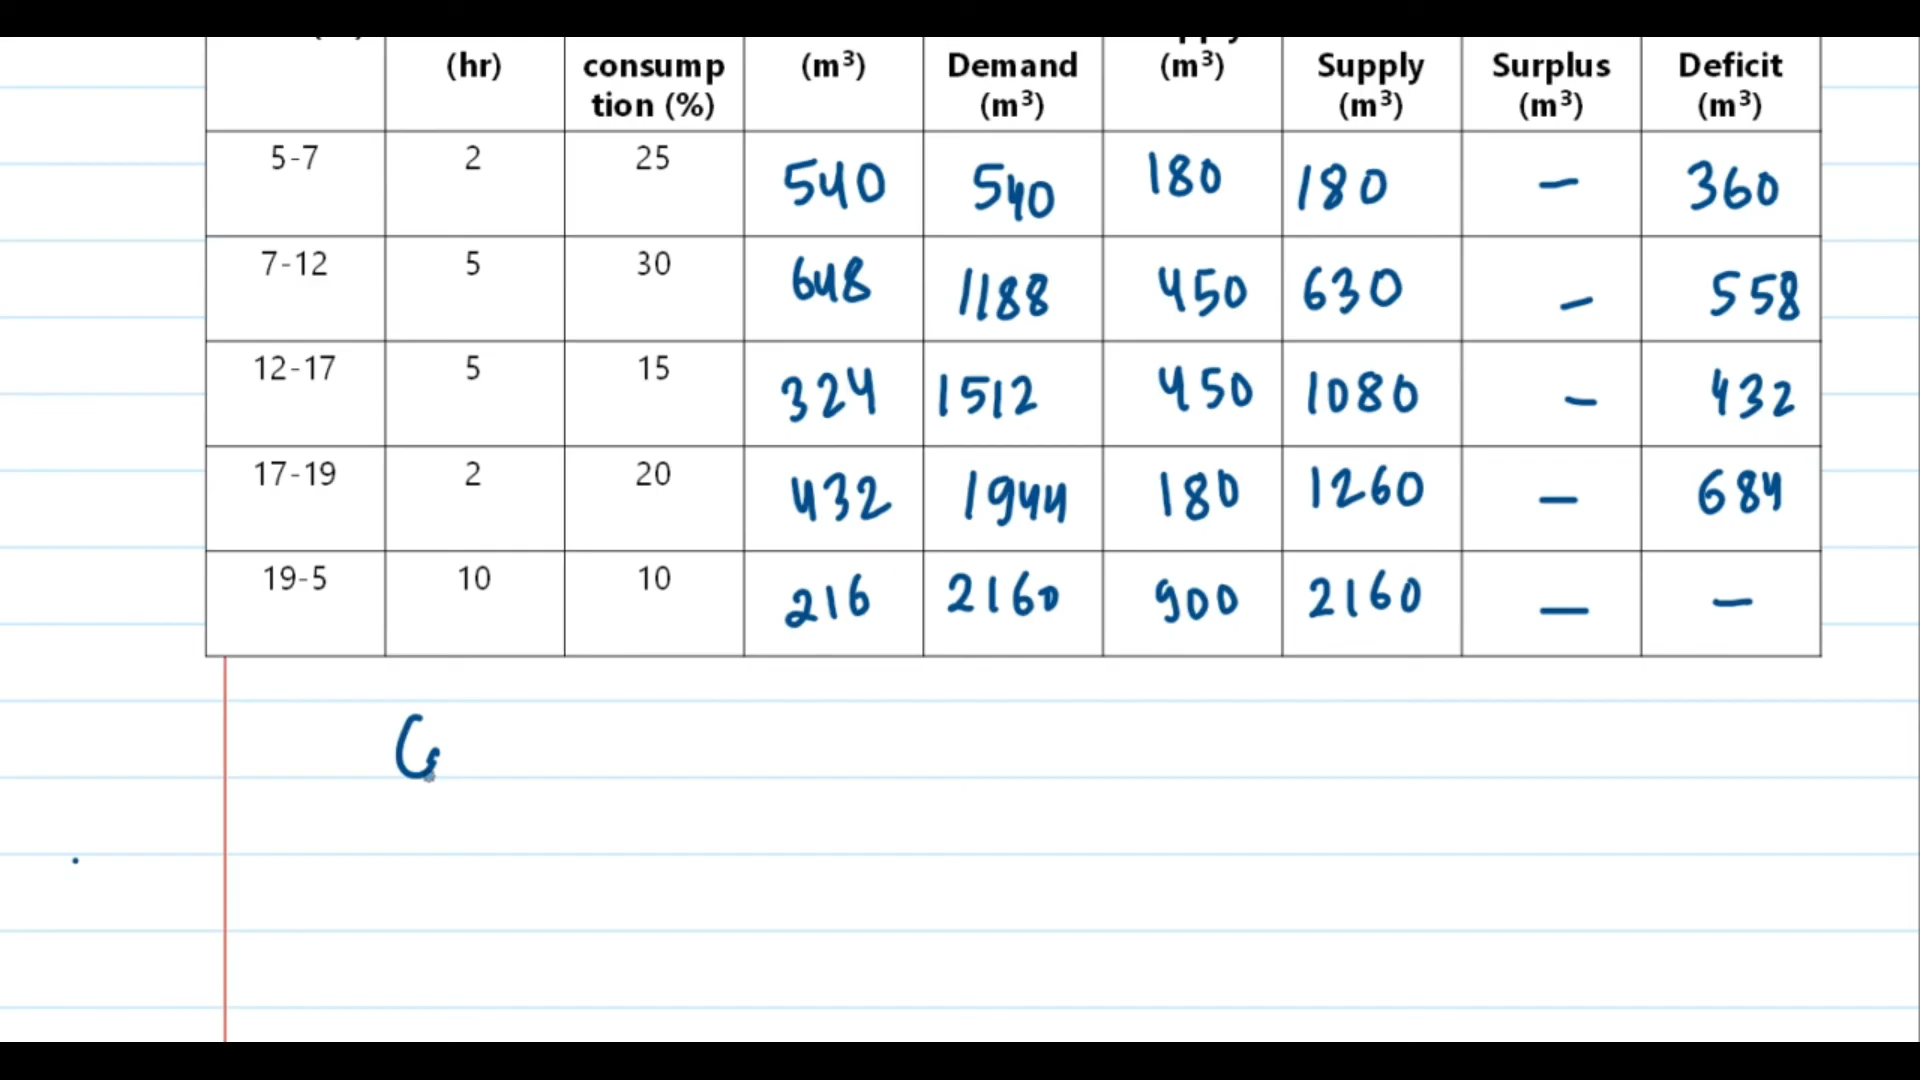 (hr) consump (m³) Demand (m³) Supply Surplus Deficit
tion (%) (m³) (m³) (m³) (m³)
5-7 2 25 540 540 180 180 – 360
7-12 5 30 648 1188 450 630 – 558
12-17 5 15 324 1512 450 1080 – 432
17-19 2 20 432 1944 180 1260 – 684
19-5 10 10 216 2160 900 2160 – –